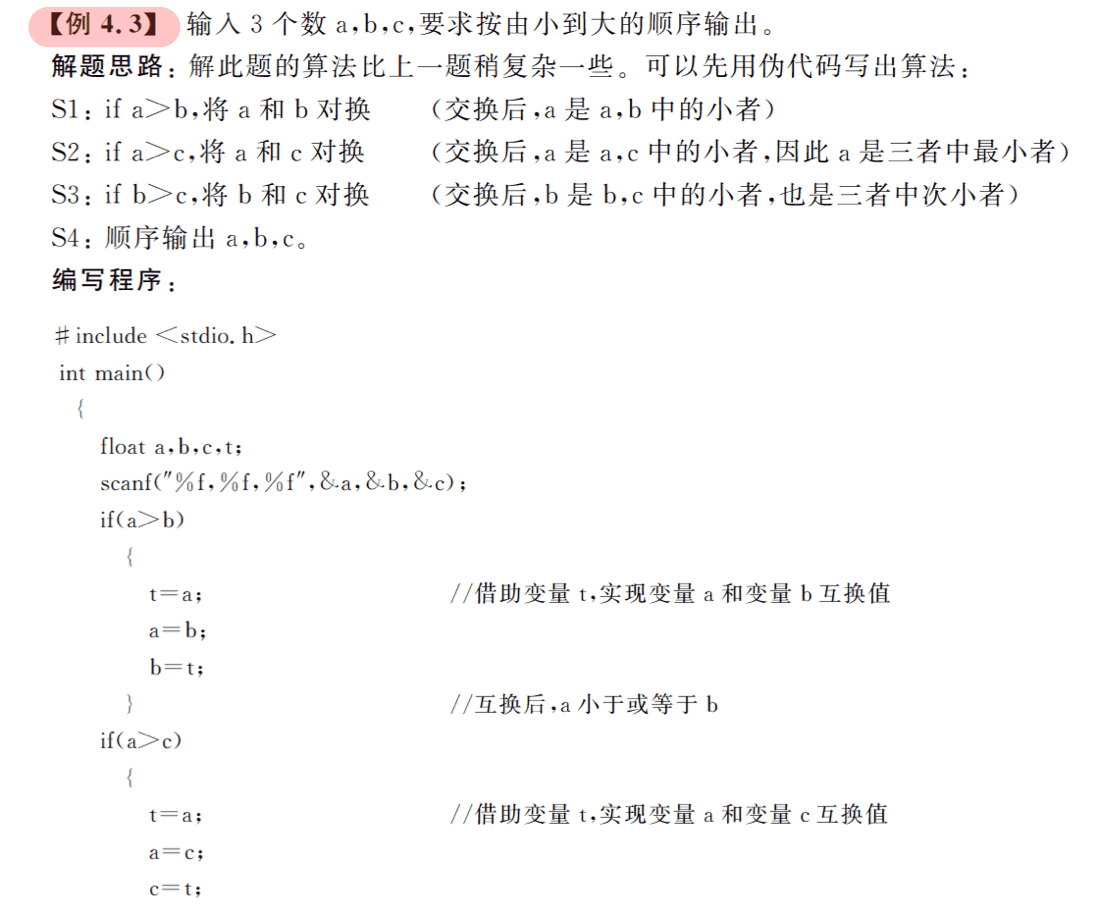 【例 4.3】 输入 3 个数 a,b,c,要求按由小到大的顺序输出。
解题思路：解此题的算法比上一题稍复杂一些。可以先用伪代码写出算法：
S1：if a>b,将 a 和 b 对换 （交换后,a 是 a,b 中的小者）
S2：if a>c,将 a 和 c 对换 （交换后,a 是 a,c 中的小者,因此 a 是三者中最小者）
S3：if b>c,将 b 和 c 对换 （交换后,b 是 b,c 中的小者,也是三者中次小者）
S4：顺序输出 a,b,c。
编写程序：
#include <stdio.h>
int main()
{
float a,b,c,t;
scanf("%f,%f,%f",&a,&b,&c);
if(a>b)
{
t=a; //借助变量 t,实现变量 a 和变量 b 互换值
a=b;
b=t;
} //互换后,a 小于或等于 b
if(a>c)
{
t=a; //借助变量 t,实现变量 a 和变量 c 互换值
a=c;
c=t;